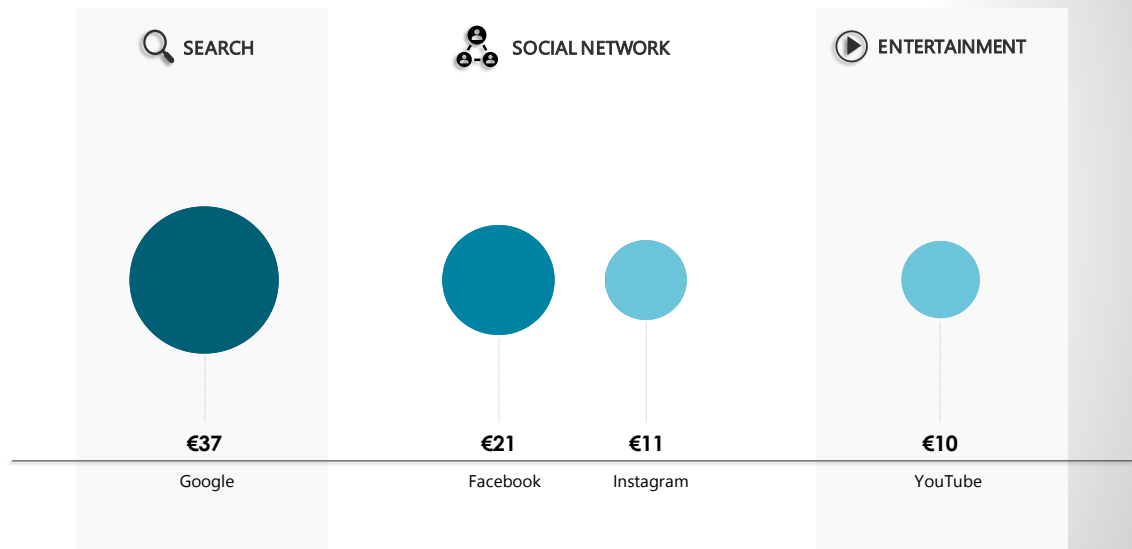 SEARCH
SOCIAL NETWORK
ENTERTAINMENT
€37
€21
€11
€10
Google
Facebook
Instagram
YouTube